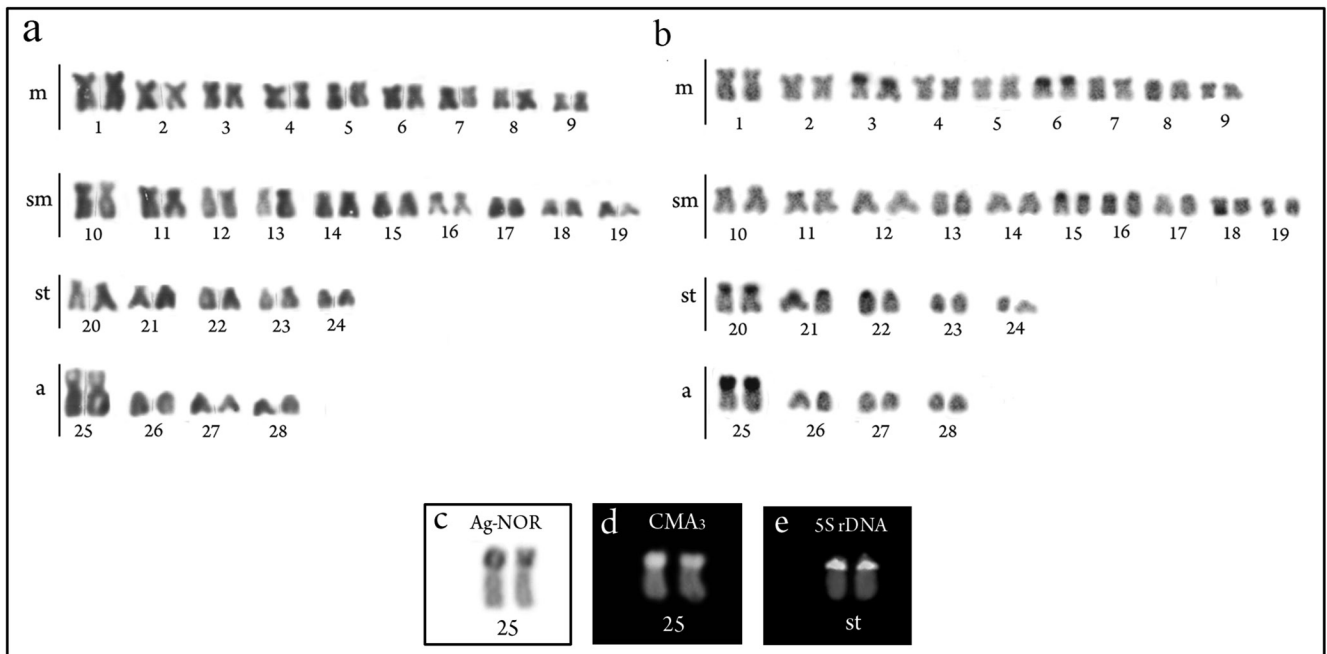 a
m
1 2 3 4 5 6 7 8 9
sm
10 11 12 13 14 15 16 17 18 19
st
20 21 22 23 24
a
25 26 27 28
b
m
1 2 3 4 5 6 7 8 9
sm
10 11 12 13 14 15 16 17 18 19
st
20 21 22 23 24
a
25 26 27 28
c Ag-NOR
25
d CMA₃
25
e 5S rDNA
st